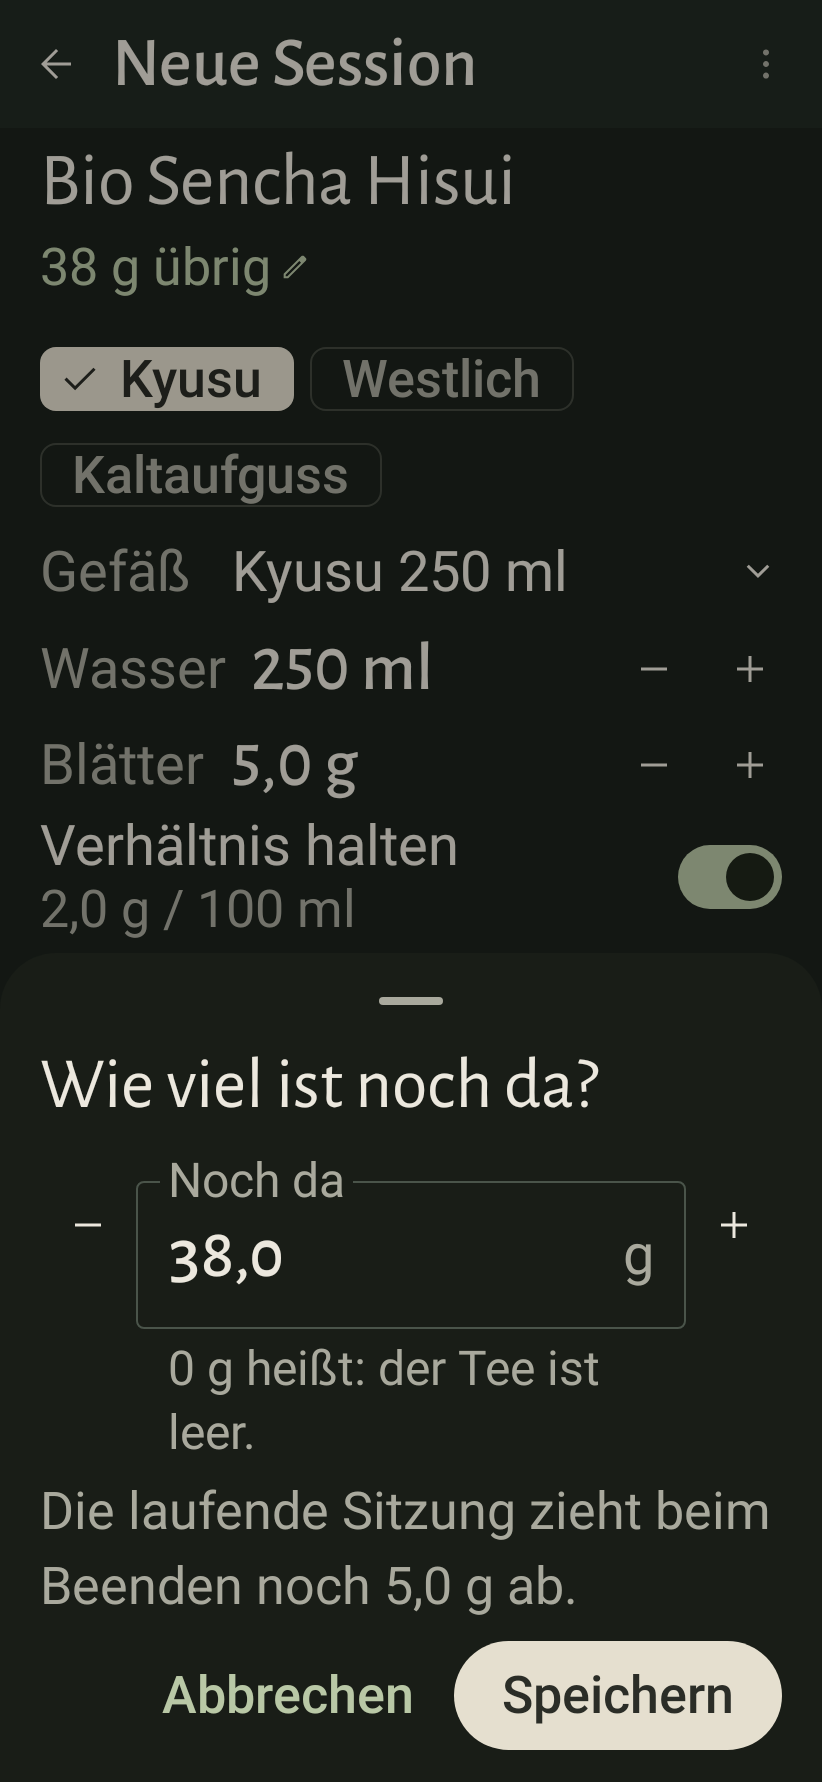 Neue Session
Bio Sencha Hisui
38 g übrig
Kyusu
Westlich
Kaltaufguss
Gefäß Kyusu 250 ml
Wasser 250 ml
Blätter 5,0 g
Verhältnis halten
2,0 g / 100 ml
Wie viel ist noch da?
Noch da
38,0 g
0 g heißt: der Tee ist
leer.
Die laufende Sitzung zieht beim
Beenden noch 5,0 g ab.
Abbrechen
Speichern